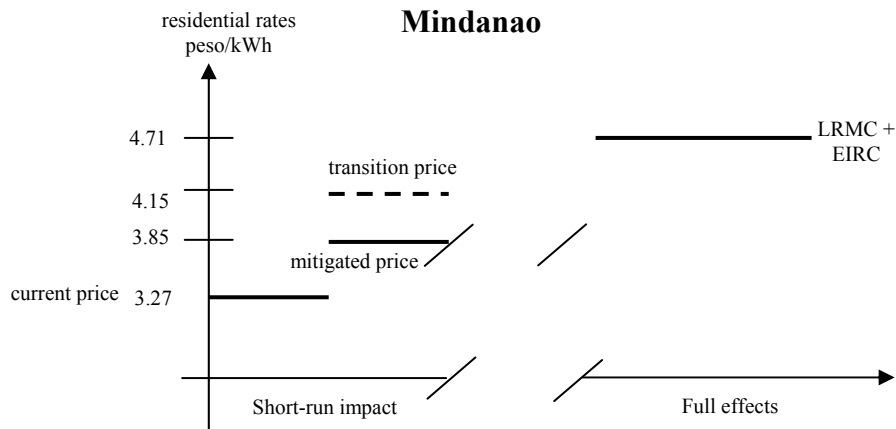 Mindanao
residential rates
peso/kWh
4.71
LRMC +
EIRC
transition price
4.15
3.85
mitigated price
current price 3.27
Short-run impact
Full effects